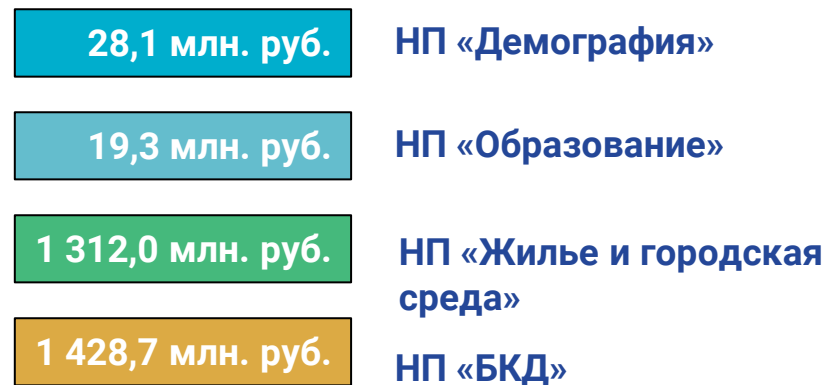 28,1 млн. руб. НП «Демография»
19,3 млн. руб. НП «Образование»
1 312,0 млн. руб. НП «Жилье и городская
среда»
1 428,7 млн. руб. НП «БКД»